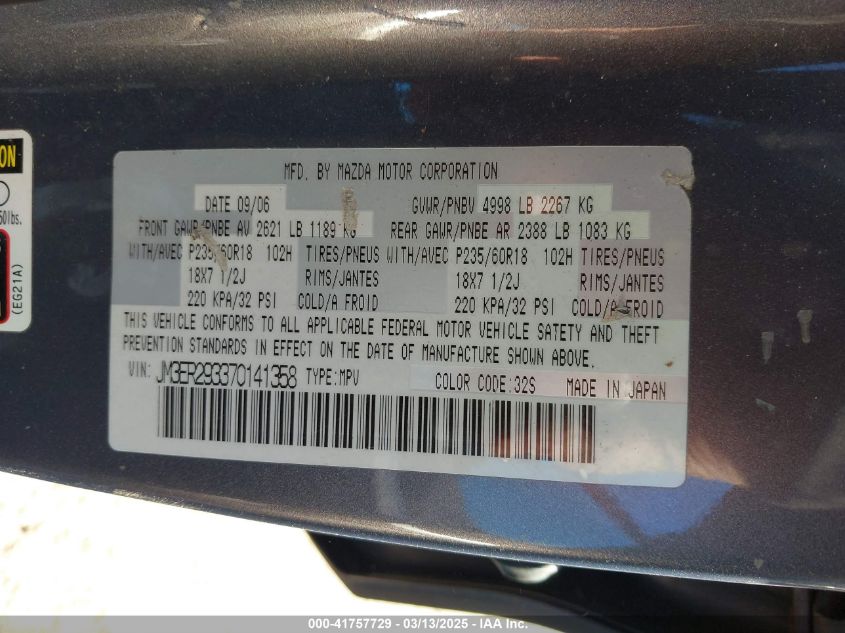 MFD. BY MAZDA MOTOR CORPORATION
DATE 09/06 GVWR/PNBV 4998 LB 2267 KG
FRONT GAWR/PNBE AV 2621 LB 1189 KG REAR GAWR/PNBE AR 2388 LB 1083 KG
WITH/AVEC P235/60R18 102H TIRES/PNEUS WITH/AVEC P235/60R18 102H TIRES/PNEUS
18X7 1/2J RIMS/JANTES 18X7 1/2J RIMS/JANTES
220 KPA/32 PSI COLD/A FROID 220 KPA/32 PSI COLD/A FROID
THIS VEHICLE CONFORMS TO ALL APPLICABLE FEDERAL MOTOR VEHICLE SAFETY AND THEFT
PREVENTION STANDARDS IN EFFECT ON THE DATE OF MANUFACTURE SHOWN ABOVE.
VIN: JM3ER293370141358 TYPE:MPV COLOR CODE:32S MADE IN JAPAN
(EG21A)
000-41757729 - 03/13/2025 - IAA Inc.